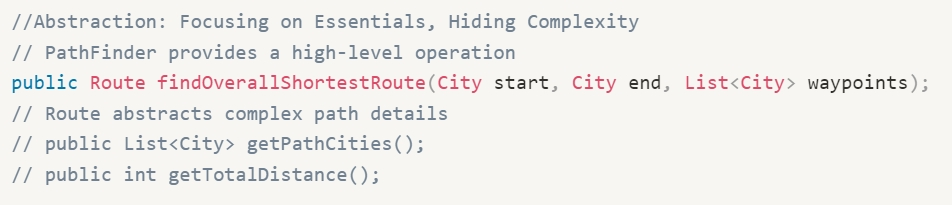 //Abstraction: Focusing on Essentials, Hiding Complexity
// PathFinder provides a high-level operation
public Route findOverallShortestRoute(City start, City end, List<City> waypoints);
// Route abstracts complex path details
// public List<City> getPathCities();
// public int getTotalDistance();